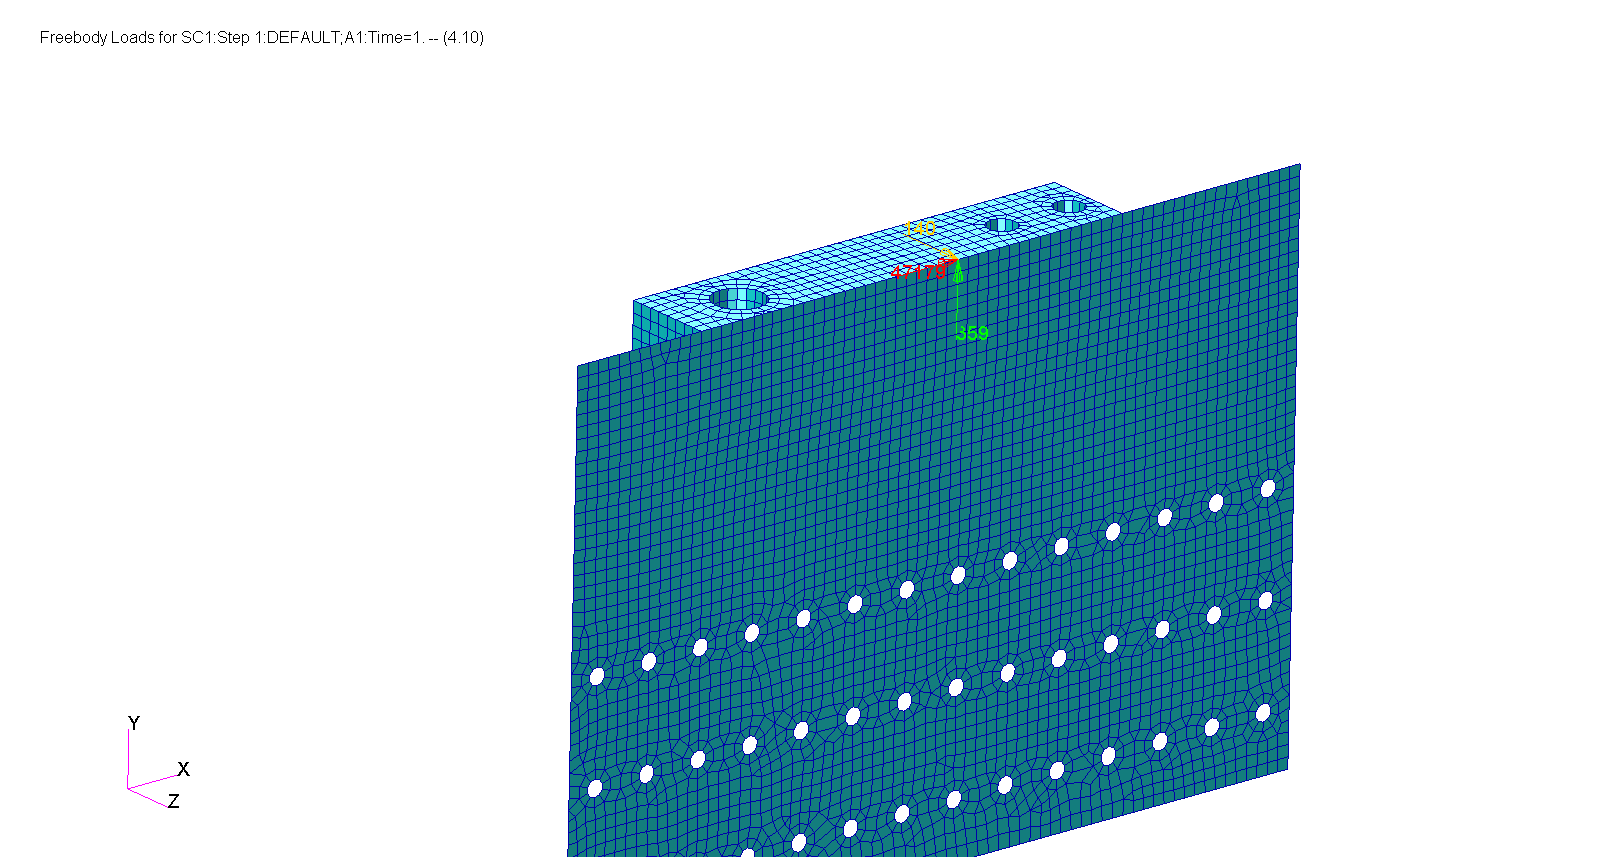 Freebody Loads for SC1:Step 1:DEFAULT;A1:Time=1. -- (4.10)
140
47179
359
Y
X
Z